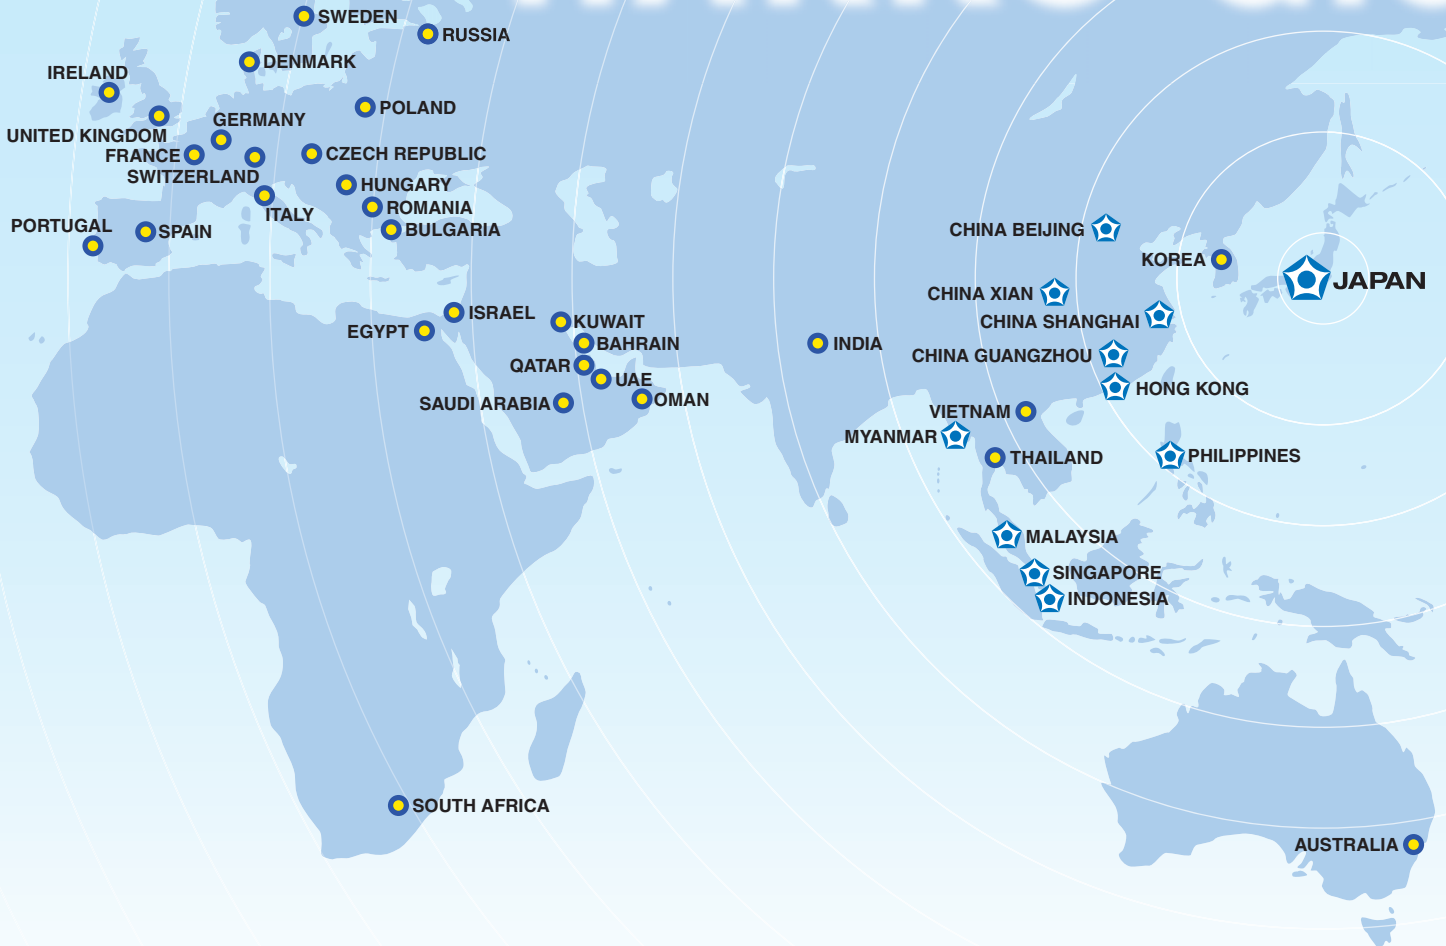 SWEDEN
RUSSIA
DENMARK
IRELAND
POLAND
GERMANY
UNITED KINGDOM
FRANCE
CZECH REPUBLIC
SWITZERLAND
HUNGARY
ROMANIA
ITALY
PORTUGAL
SPAIN
BULGARIA
CHINA BEIJING
KOREA
JAPAN
CHINA XIAN
ISRAEL
KUWAIT
CHINA SHANGHAI
EGYPT
BAHRAIN
INDIA
CHINA GUANGZHOU
QATAR
UAE
HONG KONG
SAUDI ARABIA
OMAN
VIETNAM
MYANMAR
THAILAND
PHILIPPINES
MALAYSIA
SINGAPORE
INDONESIA
SOUTH AFRICA
AUSTRALIA